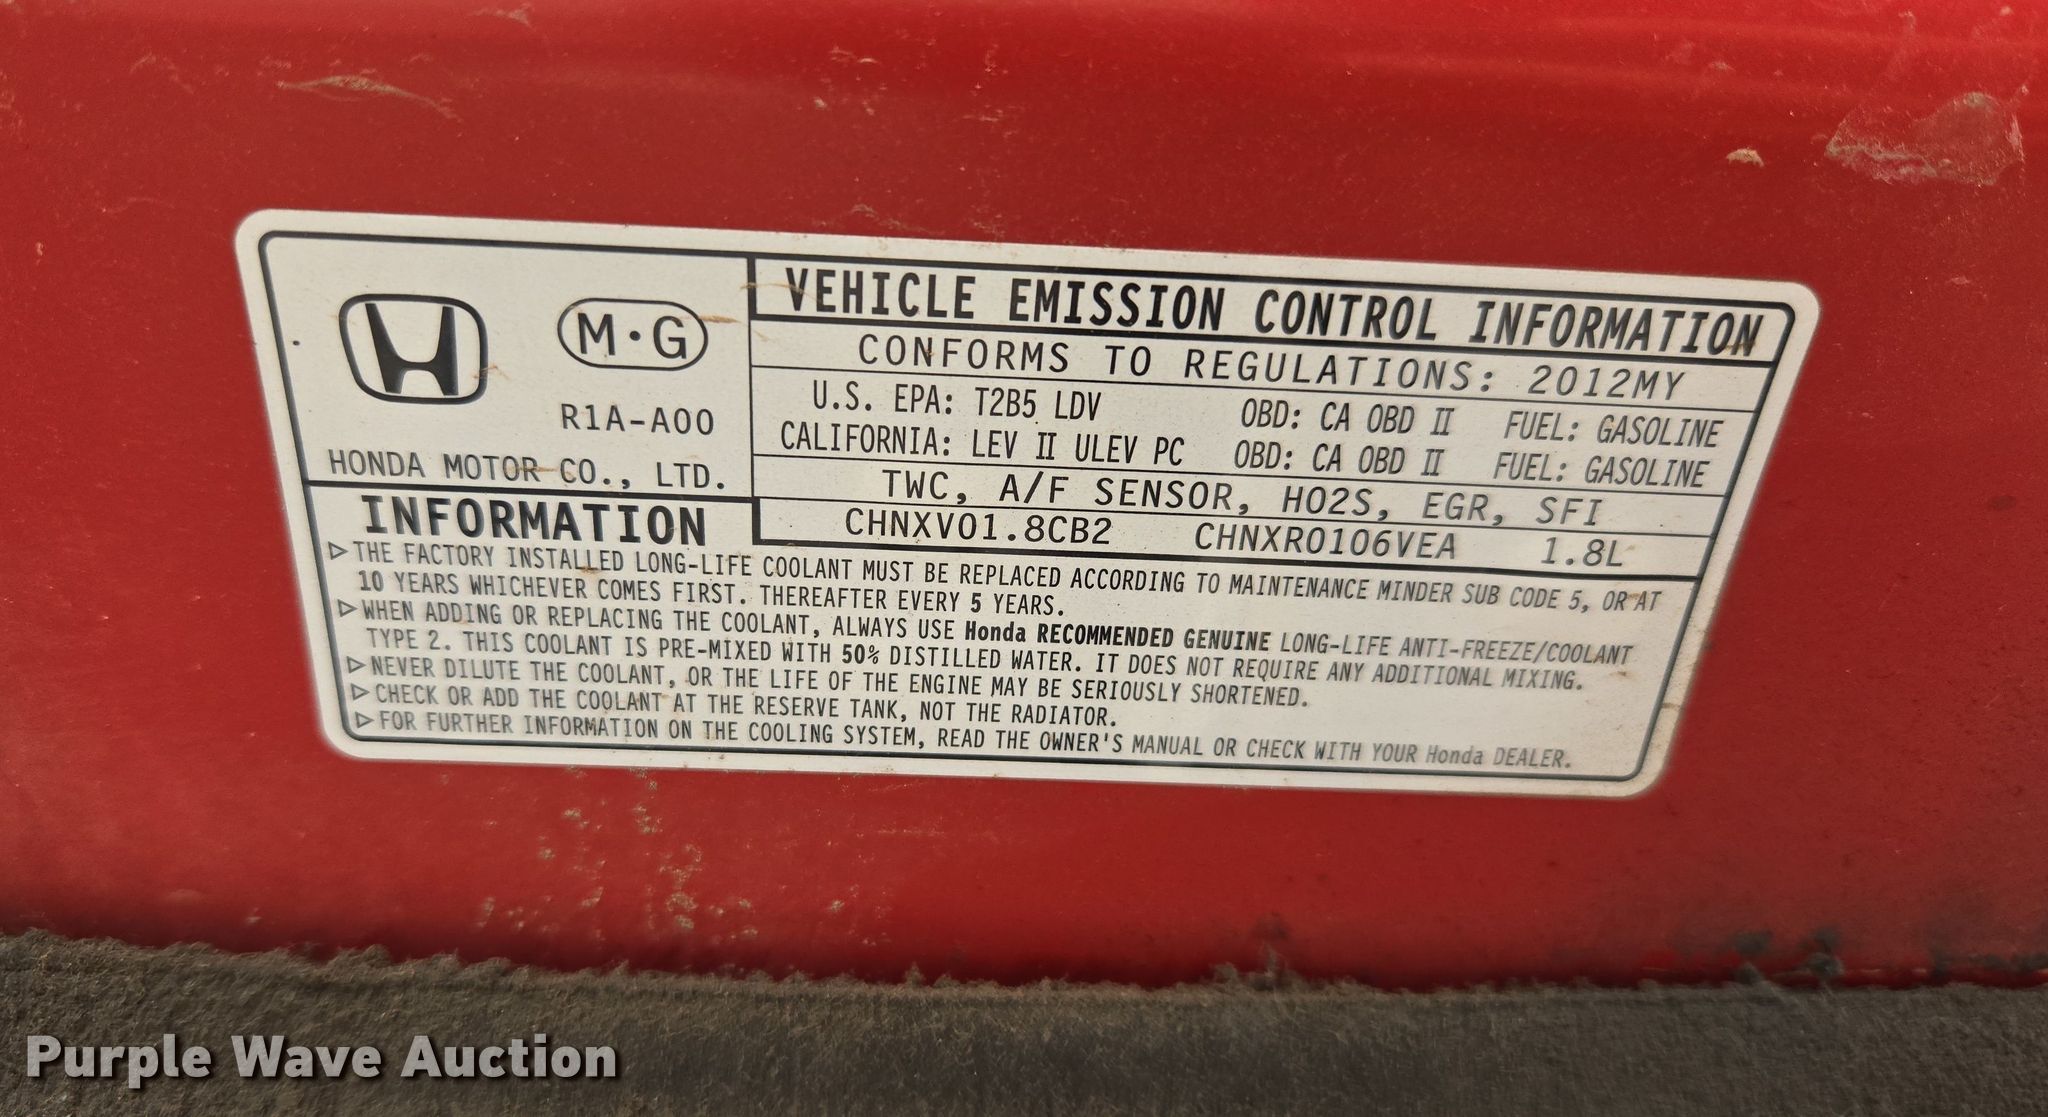 M·G
R1A-A00
HONDA MOTOR CO., LTD.
VEHICLE EMISSION CONTROL INFORMATION
CONFORMS TO REGULATIONS: 2012MY
U.S. EPA: T2B5 LDV OBD: CA OBD II FUEL: GASOLINE
CALIFORNIA: LEV II ULEV PC OBD: CA OBD II FUEL: GASOLINE
TWC, A/F SENSOR, HO2S, EGR, SFI
CHNXV01.8CB2 CHNXR0106VEA 1.8L
INFORMATION
▷THE FACTORY INSTALLED LONG-LIFE COOLANT MUST BE REPLACED ACCORDING TO MAINTENANCE MINDER SUB CODE 5, OR AT
10 YEARS WHICHEVER COMES FIRST. THEREAFTER EVERY 5 YEARS.
▷WHEN ADDING OR REPLACING THE COOLANT, ALWAYS USE Honda RECOMMENDED GENUINE LONG-LIFE ANTI-FREEZE/COOLANT
TYPE 2. THIS COOLANT IS PRE-MIXED WITH 50% DISTILLED WATER. IT DOES NOT REQUIRE ANY ADDITIONAL MIXING.
▷NEVER DILUTE THE COOLANT, OR THE LIFE OF THE ENGINE MAY BE SERIOUSLY SHORTENED.
▷CHECK OR ADD THE COOLANT AT THE RESERVE TANK, NOT THE RADIATOR.
▷FOR FURTHER INFORMATION ON THE COOLING SYSTEM, READ THE OWNER'S MANUAL OR CHECK WITH YOUR Honda DEALER.
Purple Wave Auction